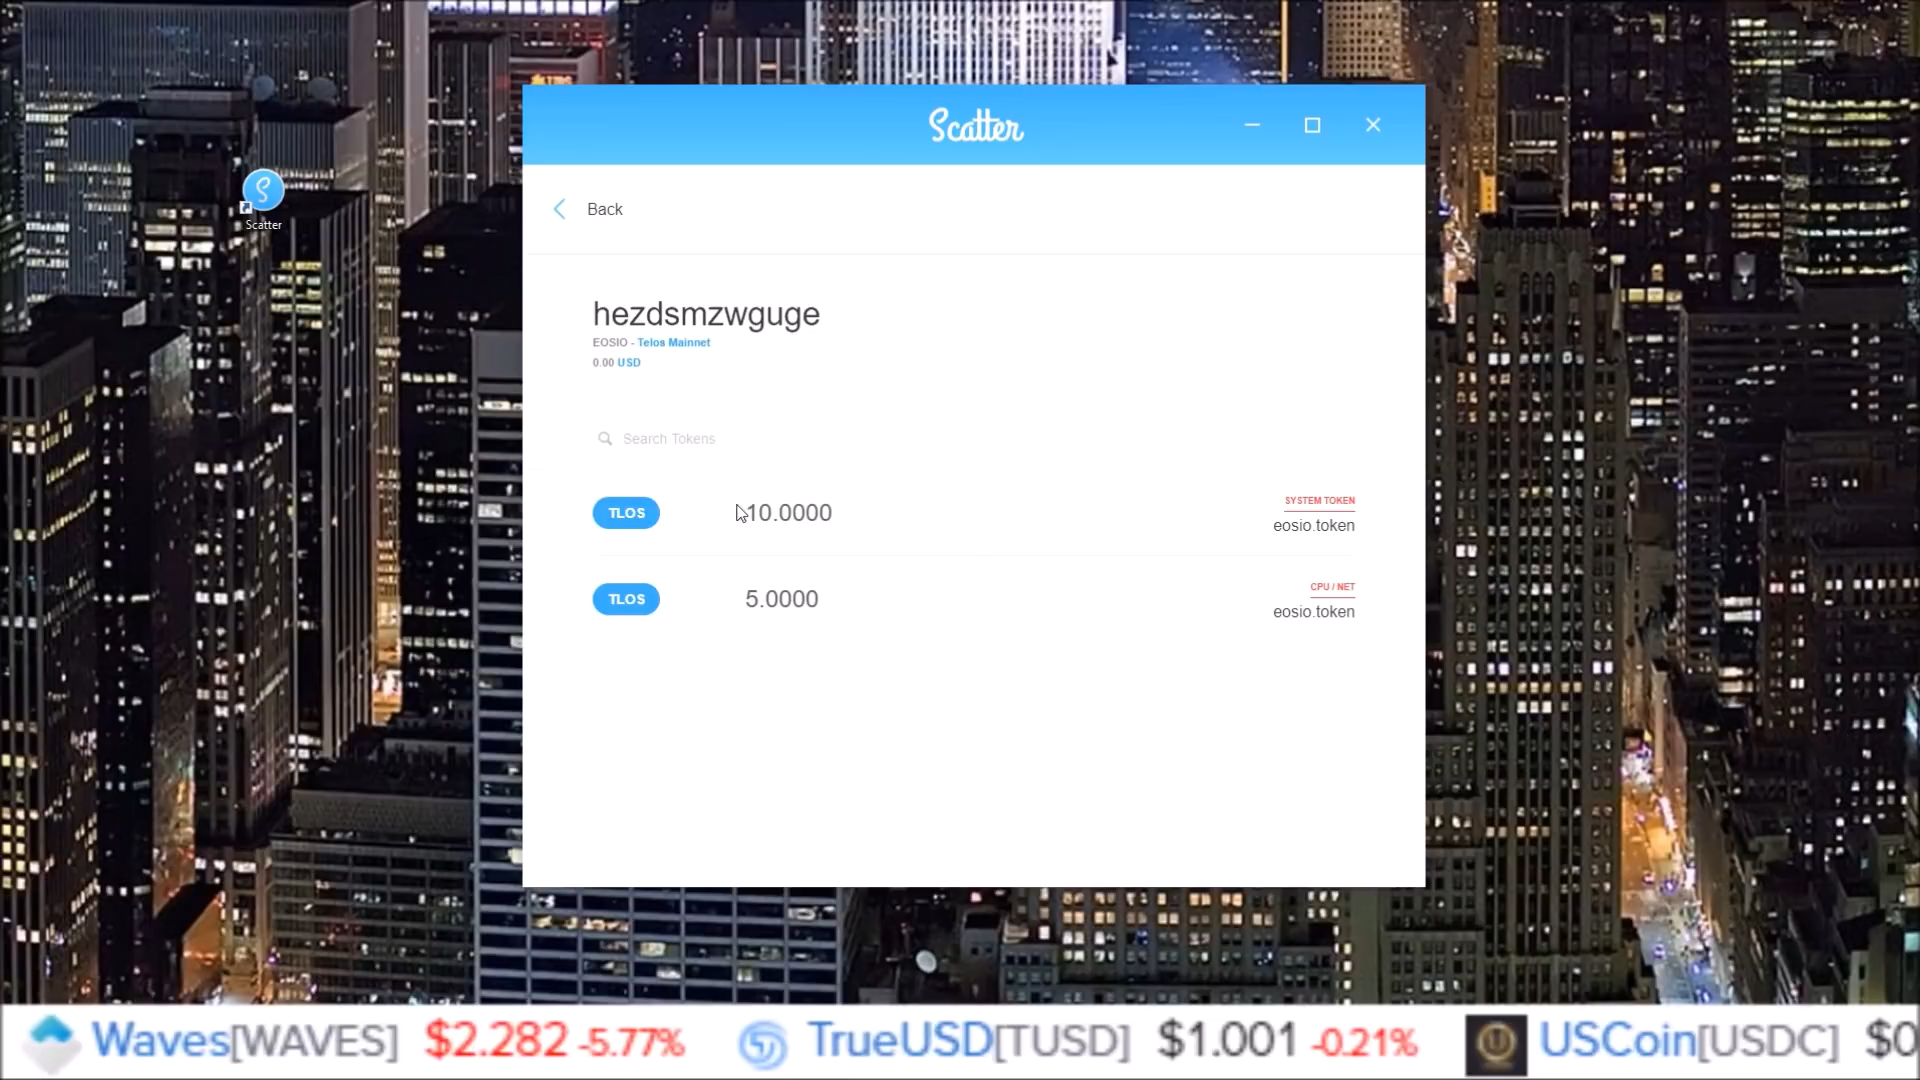 Scatter
Scatter
Back
hezdsmzwguge
EOSIO - Telos Mainnet
0.00 USD
Search Tokens
TLOS 10.0000 SYSTEM TOKEN
eosio.token
TLOS 5.0000 CPU / NET
eosio.token
Waves[WAVES] $2.282 -5.77% TrueUSD[TUSD] $1.001 -0.21% USCoin[USDC] $0